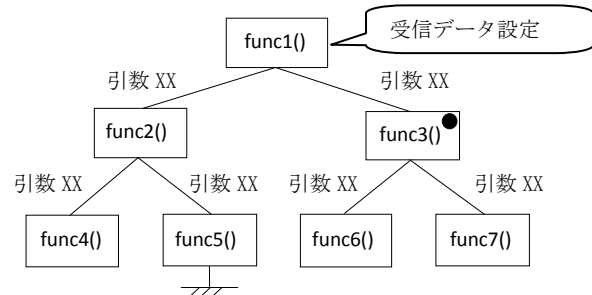 受信データ設定
func1()
引数 XX
引数 XX
func2()
func3()
引数 XX
引数 XX
引数 XX
引数 XX
func4()
func5()
func6()
func7()